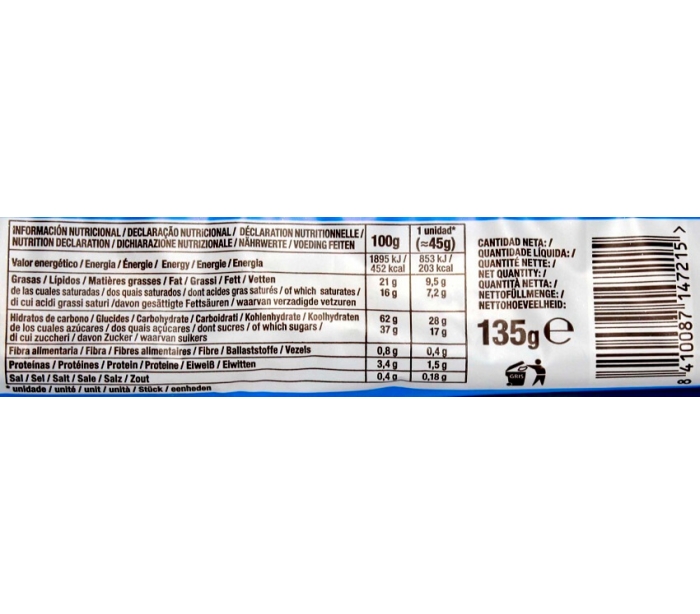 INFORMACIÓN NUTRICIONAL / DECLARAÇÃO NUTRICIONAL / DÉCLARATION NUTRITIONNELLE /
NUTRITION DECLARATION / DICHIARAZIONE NUTRIZIONALE / NÄHRWERTE / VOEDING FEITEN
100g
1 unidad*
(≈45g)
Valor energético / Energia / Énergie / Energy / Energie / Energia
1895 kJ / 853 kJ /
452 kcal 203 kcal
Grasas / Lípidos / Matières grasses / Fat / Grassi / Fett / Vetten 21 g 9,5 g
de las cuales saturadas / dos quais saturados / dont acides gras saturés / of which saturates / 16 g 7,2 g
di cui acidi grassi saturi / davon gesättigte Fettsäuren / waarvan verzadigde vetzuren
Hidratos de carbono / Glucides / Carbohydrate / Carboidrati / Kohlenhydrate / Koolhydraten 62 g 28 g
de los cuales azúcares / dos quais açúcares / dont sucres / of which sugars / 37 g 17 g
di cui zuccheri / davon Zucker / waarvan suikers
Fibra alimentaria / Fibra / Fibres alimentaires / Fibre / Ballaststoffe / Vezels 0,8 g 0,4 g
Proteínas / Protéines / Protein / Proteine / Eiweiß / Eiwitten 3,4 g 1,5 g
Sal / Sel / Salt / Sale / Salz / Zout 0,4 g 0,18 g
* unidade / unité / unit / unità / Stück / eenheden
CANTIDAD NETA: /
QUANTIDADE LÍQUIDA: /
QUANTITÉ NETTE: /
NET QUANTITY: /
QUANTITÀ NETTA: /
NETTOFÜLLMENGE: /
NETTOHOEVEELHEID:
135g e
GRIS
8 410087 147215 >